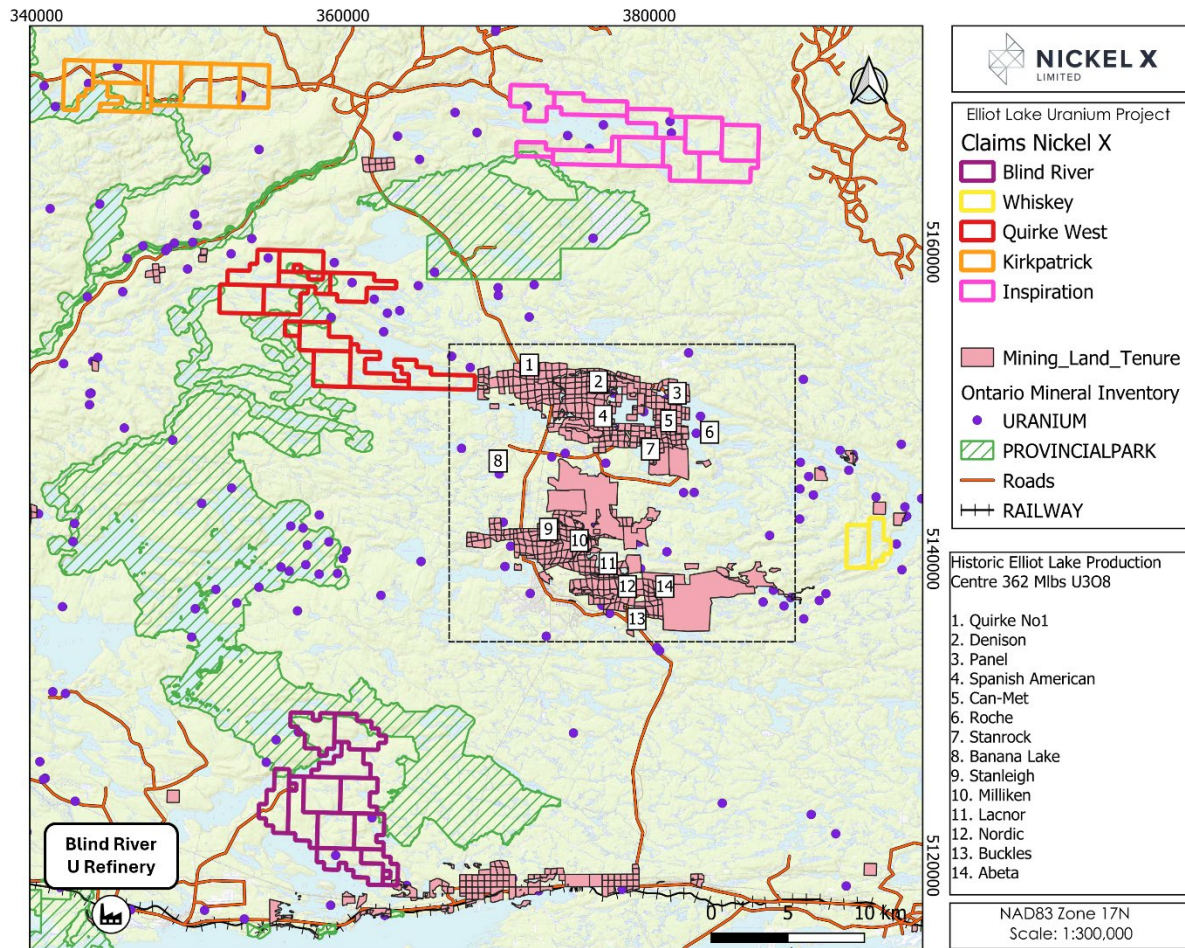 340000
360000
380000
5160000
5140000
5120000
1
2
3
4
5
6
7
8
9
10
11
12
14
13
Blind River
U Refinery
0 5 10 km
NICKEL X
LIMITED
Elliot Lake Uranium Project
Claims Nickel X
Blind River
Whiskey
Quirke West
Kirkpatrick
Inspiration
Mining_Land_Tenure
Ontario Mineral Inventory
URANIUM
PROVINCIALPARK
Roads
RAILWAY
Historic Elliot Lake Production
Centre 362 Mlbs U3O8
1. Quirke No1
2. Denison
3. Panel
4. Spanish American
5. Can-Met
6. Roche
7. Stanrock
8. Banana Lake
9. Stanleigh
10. Milliken
11. Lacnor
12. Nordic
13. Buckles
14. Abeta
NAD83 Zone 17N
Scale: 1:300,000